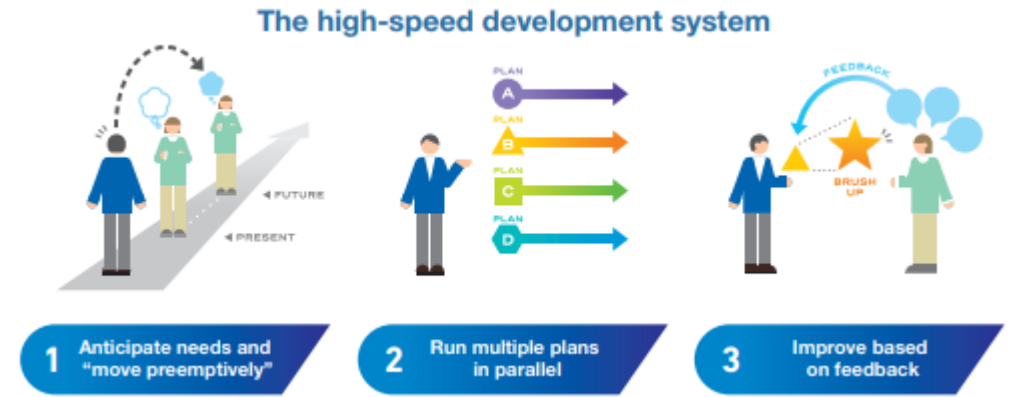 The high-speed development system
◀ FUTURE
◀ PRESENT
PLAN
A
PLAN
B
PLAN
C
PLAN
D
FEEDBACK
BRUSH
UP
1
Anticipate needs and
“move preemptively”
2
Run multiple plans
in parallel
3
Improve based
on feedback